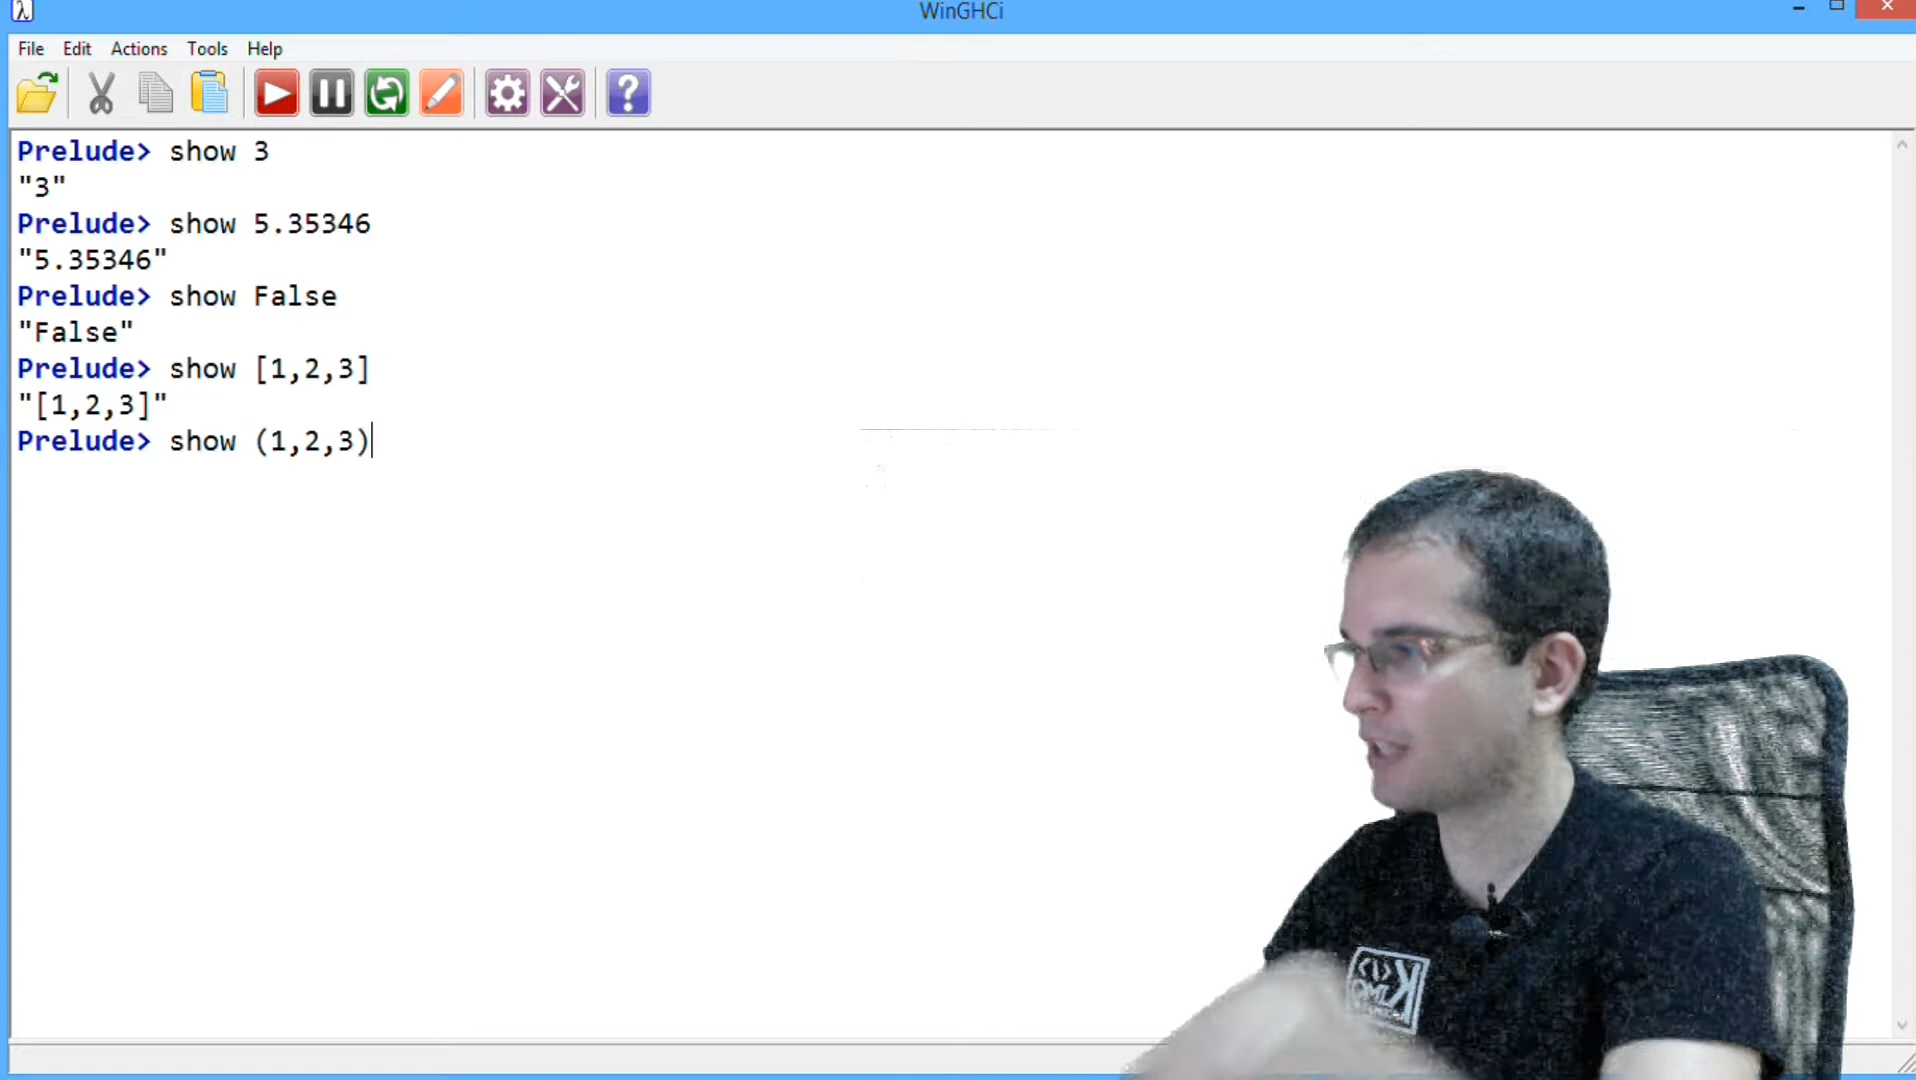 WinGHCi
File Edit Actions Tools Help
Prelude> show 3
"3"
Prelude> show 5.35346
"5.35346"
Prelude> show False
"False"
Prelude> show [1,2,3]
"[1,2,3]"
Prelude> show (1,2,3)